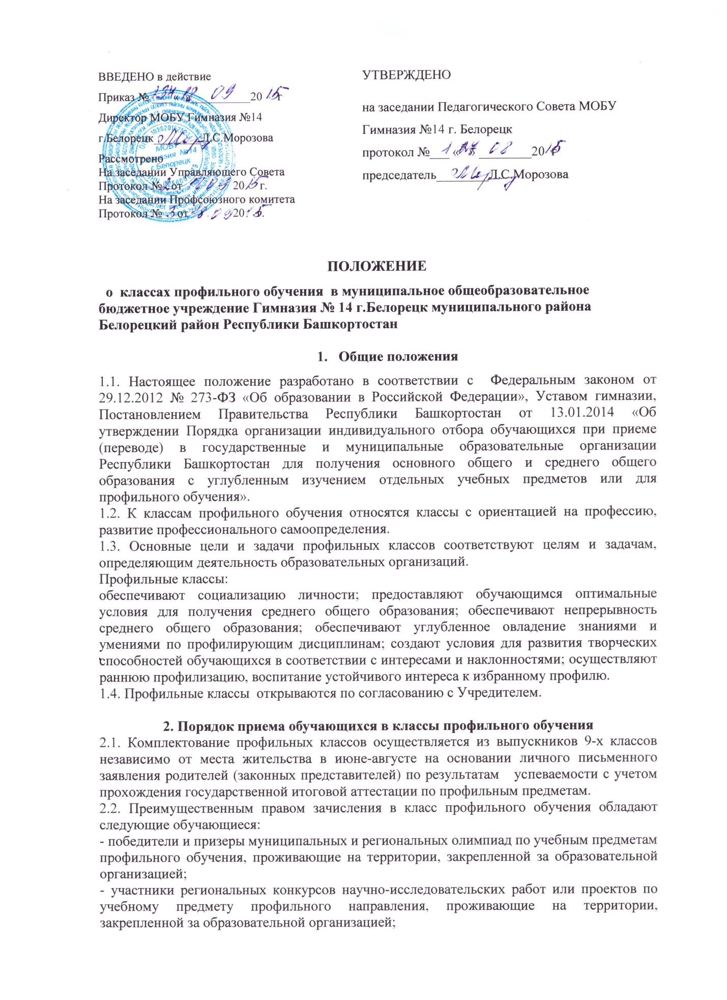 ВВЕДЕНО в действие
Приказ № 234 « 18 » 09 20 15 г
Директор МОБУ Гимназия №14
г.Белорецк Л.С.Морозова
Рассмотрено
На заседании Управляющего Совета
Протокол № 2 от 09 20 15 г.
На заседании Профсоюзного комитета
Протокол № 3 от 09 20 15 г.
МОБУ
Гимназия №14
г.Белорецк
УТВЕРЖДЕНО
на заседании Педагогического Совета МОБУ
Гимназия №14 г. Белорецк
протокол № 1 « 27 » 08 20 15 г
председатель Л.С.Морозова
ПОЛОЖЕНИЕ
о классах профильного обучения в муниципальное общеобразовательное
бюджетное учреждение Гимназия № 14 г.Белорецк муниципального района
Белорецкий район Республики Башкортостан
1. Общие положения
1.1. Настоящее положение разработано в соответствии с Федеральным законом от
29.12.2012 № 273-ФЗ «Об образовании в Российской Федерации», Уставом гимназии,
Постановлением Правительства Республики Башкортостан от 13.01.2014 «Об
утверждении Порядка организации индивидуального отбора обучающихся при приеме
(переводе) в государственные и муниципальные образовательные организации
Республики Башкортостан для получения основного общего и среднего общего
образования с углубленным изучением отдельных учебных предметов или для
профильного обучения».
1.2. К классам профильного обучения относятся классы с ориентацией на профессию,
развитие профессионального самоопределения.
1.3. Основные цели и задачи профильных классов соответствуют целям и задачам,
определяющим деятельность образовательных организаций.
Профильные классы:
обеспечивают социализацию личности; предоставляют обучающимся оптимальные
условия для получения среднего общего образования; обеспечивают непрерывность
среднего общего образования; обеспечивают углубленное овладение знаниями и
умениями по профилирующим дисциплинам; создают условия для развития творческих
способностей обучающихся в соответствии с интересами и наклонностями; осуществляют
раннюю профилизацию, воспитание устойчивого интереса к избранному профилю.
1.4. Профильные классы открываются по согласованию с Учредителем.
2. Порядок приема обучающихся в классы профильного обучения
2.1. Комплектование профильных классов осуществляется из выпускников 9-х классов
независимо от места жительства в июне-августе на основании личного письменного
заявления родителей (законных представителей) по результатам успеваемости с учетом
прохождения государственной итоговой аттестации по профильным предметам.
2.2. Преимущественным правом зачисления в класс профильного обучения обладают
следующие обучающиеся:
- победители и призеры муниципальных и региональных олимпиад по учебным предметам
профильного обучения, проживающие на территории, закрепленной за образовательной
организацией;
- участники региональных конкурсов научно-исследовательских работ или проектов по
учебному предмету профильного направления, проживающие на территории,
закрепленной за образовательной организацией;